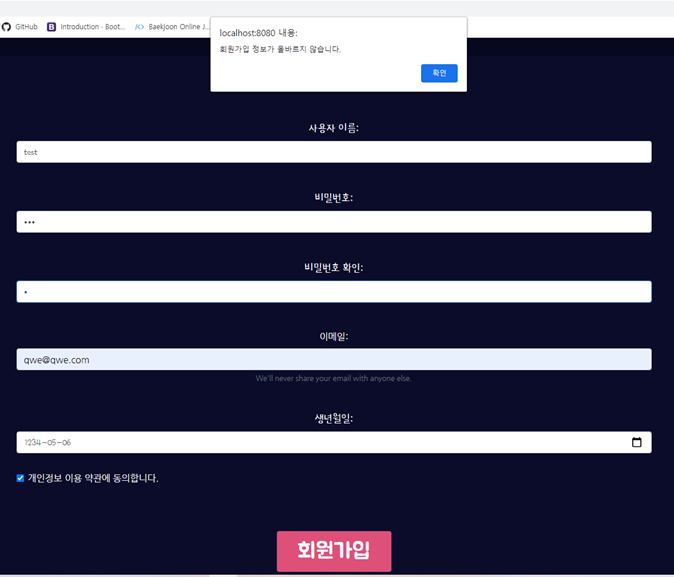 GitHub
Introduction · Boot...
Baekjoon Online J...
localhost:8080 내용:
회원가입 정보가 올바르지 않습니다.
확인
사용자 이름:
test
비밀번호:
•••
비밀번호 확인:
•
이메일:
qwe@qwe.com
We'll never share your email with anyone else.
생년월일:
1234-05-06
개인정보 이용 약관에 동의합니다.
회원가입